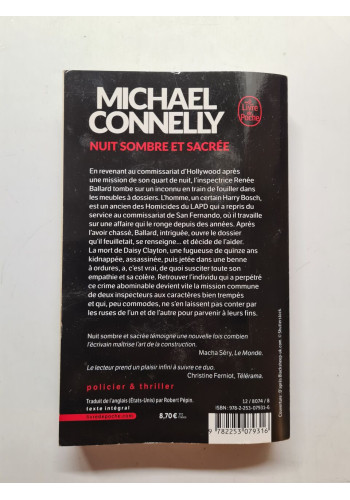 MICHAEL
CONNELLY
Le Livre
de Poche
NUIT SOMBRE ET SACRÉE
En revenant au commissariat d'Hollywood après
une mission de son quart de nuit, l'inspectrice Renée
Ballard tombe sur un inconnu en train de fouiller dans
les meubles à dossiers. L'homme, un certain Harry Bosch,
est un ancien des Homicides du LAPD qui a repris du
service au commissariat de San Fernando, où il travaille
sur une affaire qui le ronge depuis des années. Après
l'avoir chassé, Ballard, intriguée, ouvre le dossier
qu'il feuilletait, se renseigne... et décide de l'aider.
La mort de Daisy Clayton, une fugueuse de quinze ans
kidnappée, assassinée, puis jetée dans une benne
à ordures, a, c'est vrai, de quoi susciter toute son
empathie et sa colère. Retrouver l'individu qui a perpétré
ce crime abominable devient vite la mission commune
de deux inspecteurs aux caractères bien trempés
et qui, peu commodes, ne s'en laissent pas conter par
les ruses de l'un et de l'autre pour parvenir à leurs fins.
Nuit sombre et sacrée témoigne une nouvelle fois combien
l'écrivain maîtrise l'art de la construction.
Macha Séry, Le Monde.
Le lecteur prend un plaisir infini à suivre ce duo.
Christine Ferniot, Télérama.
policier & thriller
Traduit de l'anglais (États-Unis) par Robert Pépin.
texte intégral
livredepoche.com
8,70 €
12 / 8074 / 8
ISBN : 978-2-253-07931-6
9 782253 079316